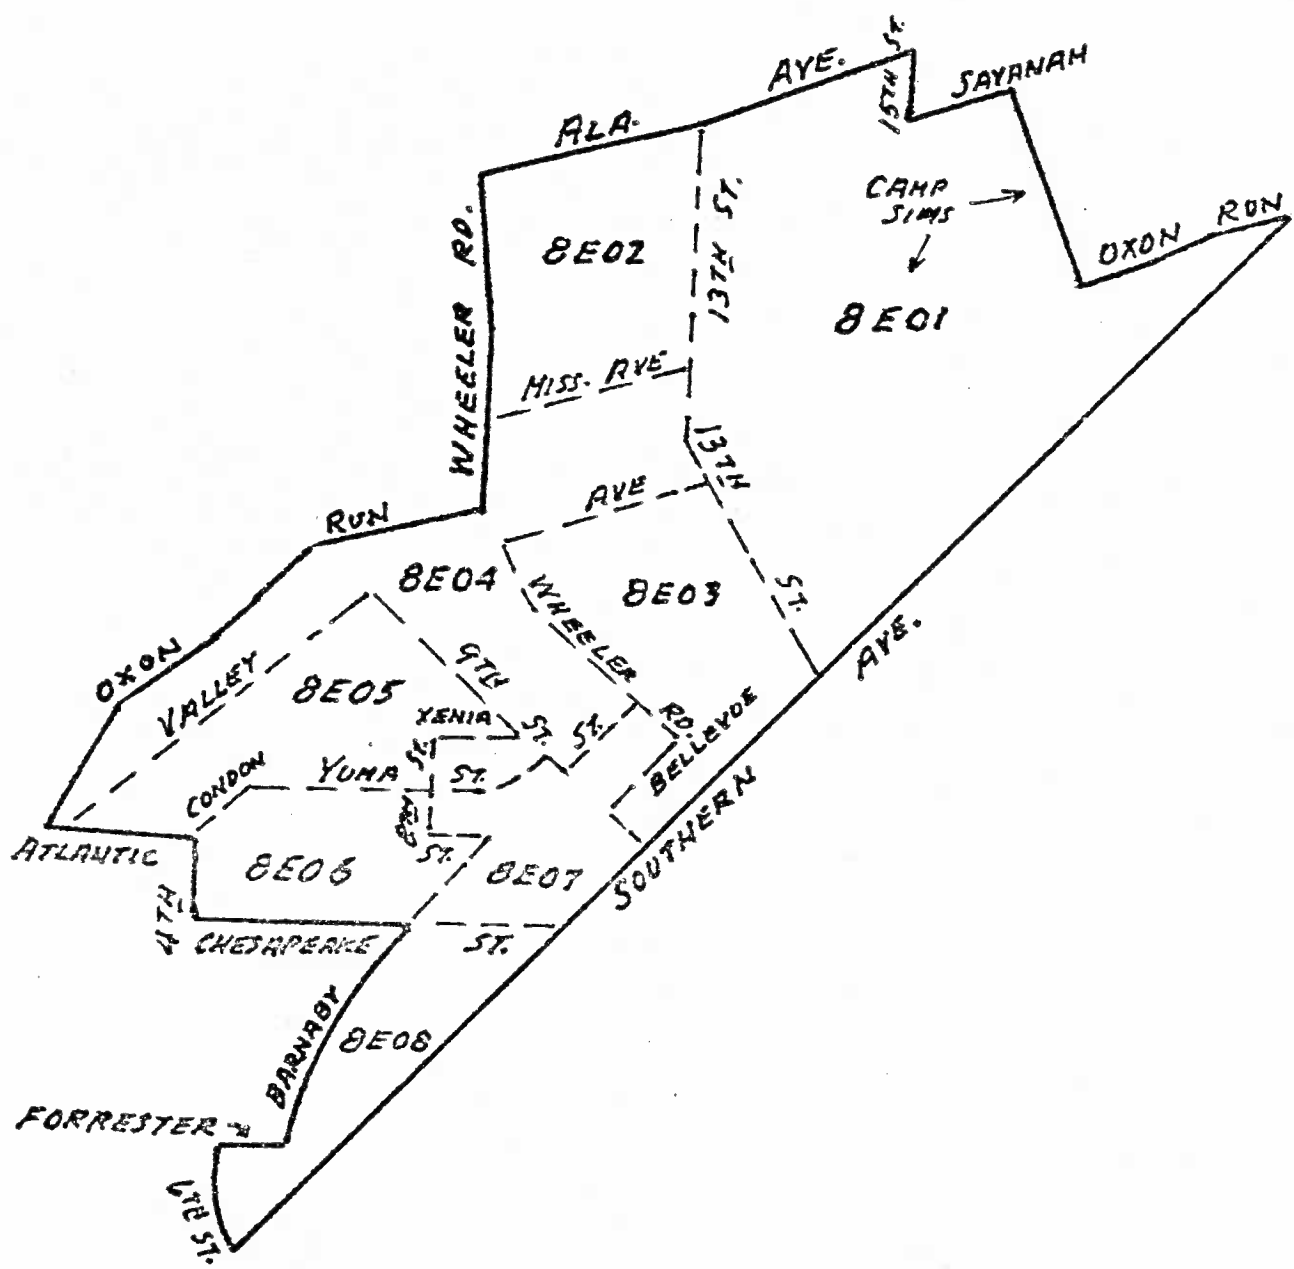 15TH ST.
AVE.
SAVANAH
ALA.
CAMP
SIMS
13TH ST.
WHEELER RD.
OXON RUN
8E02
8E01
MISS. AVE
13TH ST.
AVE
RUN
OXON
8E04
8E03
WHEELER RD.
VALLEY
8E05
9TH ST.
XENIA ST.
ST.
AVE.
BELLEVUE
SOUTHERN
CONDON
YUMA ST.
8TH
ST.
ATLANTIC
8E06
8E07
4TH
CHESAPEAKE ST.
BARNABY
8E08
FORRESTER
6TH ST.